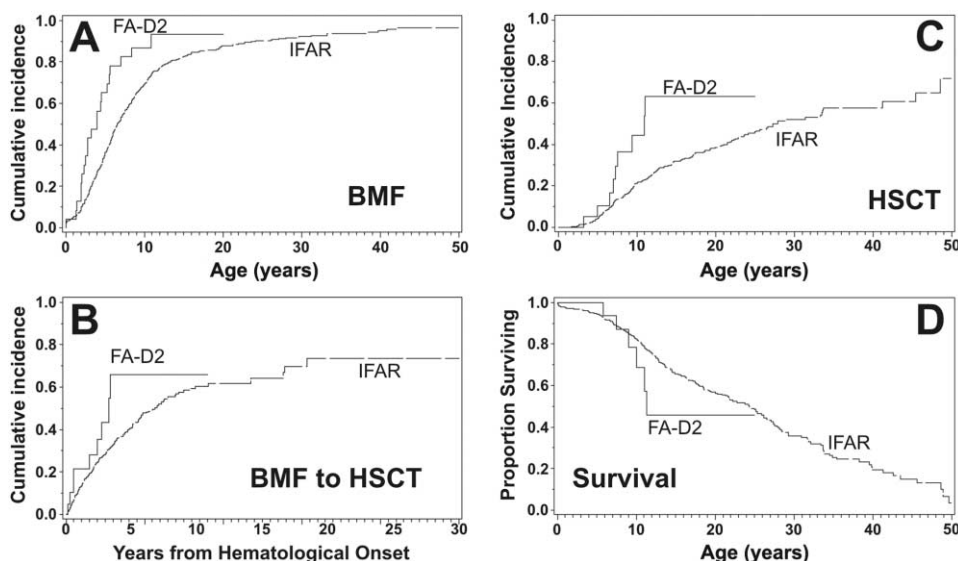 A
Cumulative incidence
1.0
0.8
0.6
0.4
0.2
0.0
FA-D2
IFAR
BMF
0 10 20 30 40 50
Age (years)
C
Cumulative Incidence
1.0
0.8
0.6
0.4
0.2
0.0
FA-D2
IFAR
HSCT
0 10 20 30 40 50
Age (years)
B
Cumulative incidence
1.0
0.8
0.6
0.4
0.2
0.0
FA-D2
IFAR
BMF to HSCT
0 5 10 15 20 25 30
Years from Hematological Onset
D
Proportion Surviving
1.0
0.8
0.6
0.4
0.2
0.0
FA-D2
IFAR
Survival
0 10 20 30 40 50
Age (years)